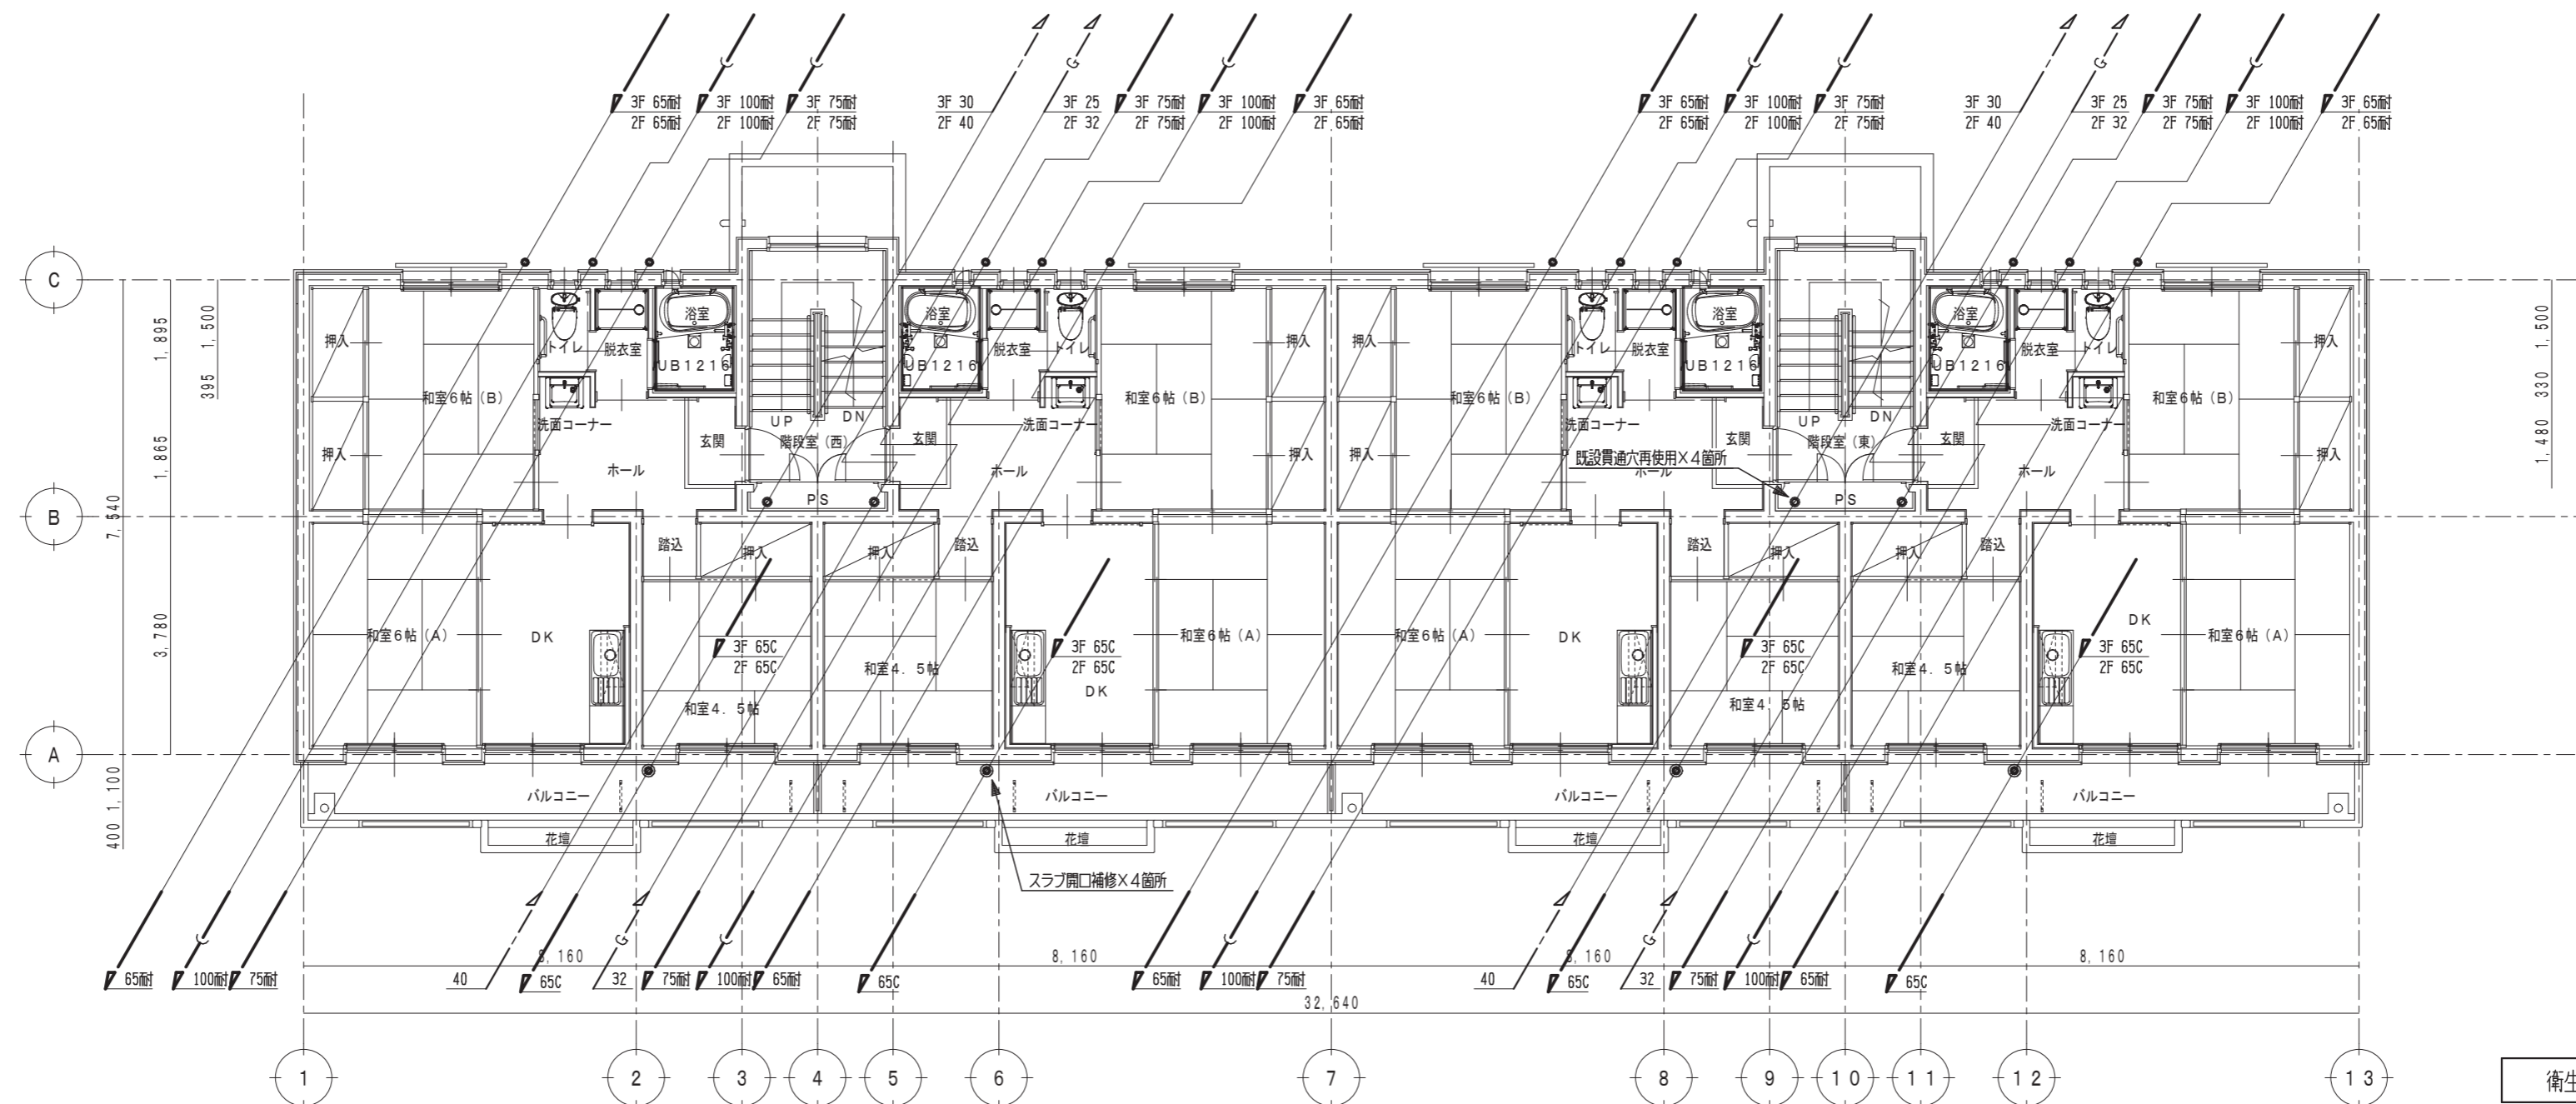 3F 65耐 3F 100耐 3F 75耐 3F 30 3F 25 3F 75耐 3F 100耐 3F 65耐 3F 65耐 3F 100耐 3F 75耐 3F 30 3F 25 3F 75耐 3F 100耐 3F 65耐
2F 65耐 2F 100耐 2F 75耐 2F 40 2F 32 2F 75耐 2F 100耐 2F 65耐 2F 65耐 2F 100耐 2F 75耐 2F 40 2F 32 2F 75耐 2F 100耐 2F 65耐
G G
C
浴室 浴室 浴室 浴室
1,895 1,500 395 1,500 330 1,480
押入 トイレ 脱衣室 脱衣室 トイレ 押入 押入 トイレ 脱衣室 脱衣室 トイレ 押入
UB1216 UB1216 UB1216 UB1216
和室6帖(B) 和室6帖(B) 和室6帖(B) 和室6帖(B)
洗面コーナー UP DN 洗面コーナー 洗面コーナー UP DN 洗面コーナー
玄関 階段室(西) 玄関 玄関 階段室(東) 玄関
1,865 押入 押入 押入 押入
既設貫通穴再使用×4箇所
ホール ホール ホール ホール
PS PS
B
7,540
踏込 押入 押入 踏込 踏込 押入 押入 踏込
3,780
和室6帖(A) DK 和室6帖(A) 和室6帖(A) DK DK 和室6帖(A)
3F 65C 3F 65C 3F 65C 3F 65C
2F 65C 2F 65C 2F 65C 2F 65C
和室4.5帖 和室4.5帖
DK
和室4.5帖 和室4.5帖
A
1,100
400
バルコニー バルコニー バルコニー バルコニー
花壇 花壇 花壇 花壇
スラブ開口補修×4箇所
G G
8,160 8,160 8,160 8,160
65耐 100耐 75耐 40 65C 32 75耐 100耐 65耐 65C 65耐 100耐 75耐 40 65C 32 75耐 100耐 65耐 65C
32,640
1 2 3 4 5 6 7 8 9 10 11 12 13
衛生